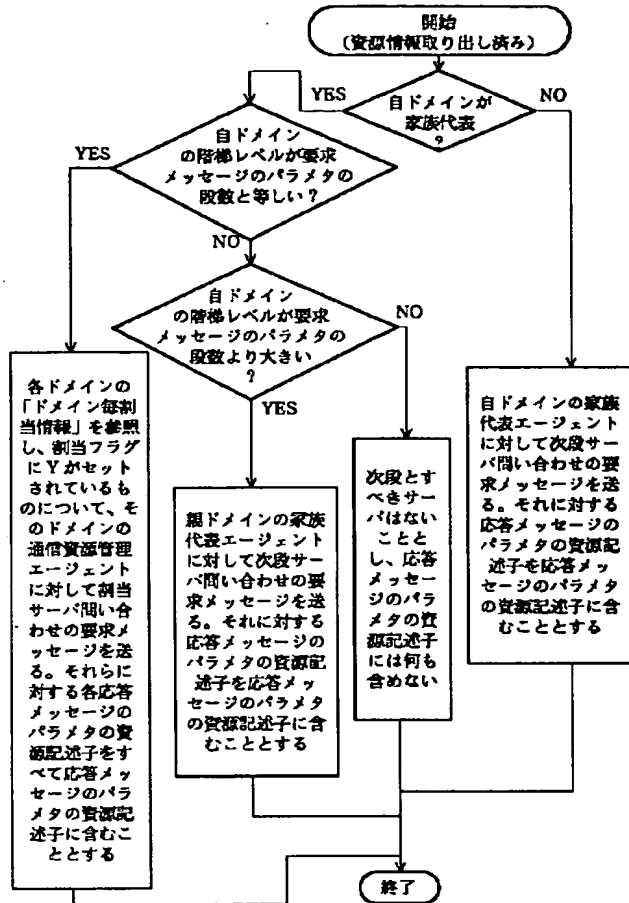 開始
(資源情報取り出し済み)
YES
自ドメインが
家族代表
?
NO
自ドメイン
の階梯レベルが要求
メッセージのパラメタの
段数と等しい?
YES
NO
自ドメイン
の階梯レベルが要求
メッセージのパラメタの
段数より大きい
?
NO
YES
各ドメインの
「ドメイン毎割
当情報」を参照
し、割当フラグ
にYがセット
されているも
のについて、そ
のドメインの
通信資源管理
エージェント
に対して割当
サーバ問い合
わせの要求メ
ッセージを送
る。それらに
対する各応答
メッセージの
パラメタの資
源記述子をす
べて応答メッ
セージのパラ
メタの資源記
述子に含むこ
ととする
親ドメインの家族
代表エージェント
に対して次段サー
バ問い合わせの要
求メッセージを送
る。それに対する
応答メッセージの
パラメタの資源記
述子を応答メッ
セージのパラメタ
の資源記述子に含
むこととする
次段とす
べきサー
バはない
ことと
し、応答
メッセー
ジのパラ
メタの資
源記述子
には何も
含めない
自ドメインの家族
代表エージェント
に対して次段サー
バ問い合わせの要
求メッセージを送
る。それに対する
応答メッセージの
パラメタの資源記
述子を応答メッ
セージのパラメタ
の資源記述子に含
むこととする
終了